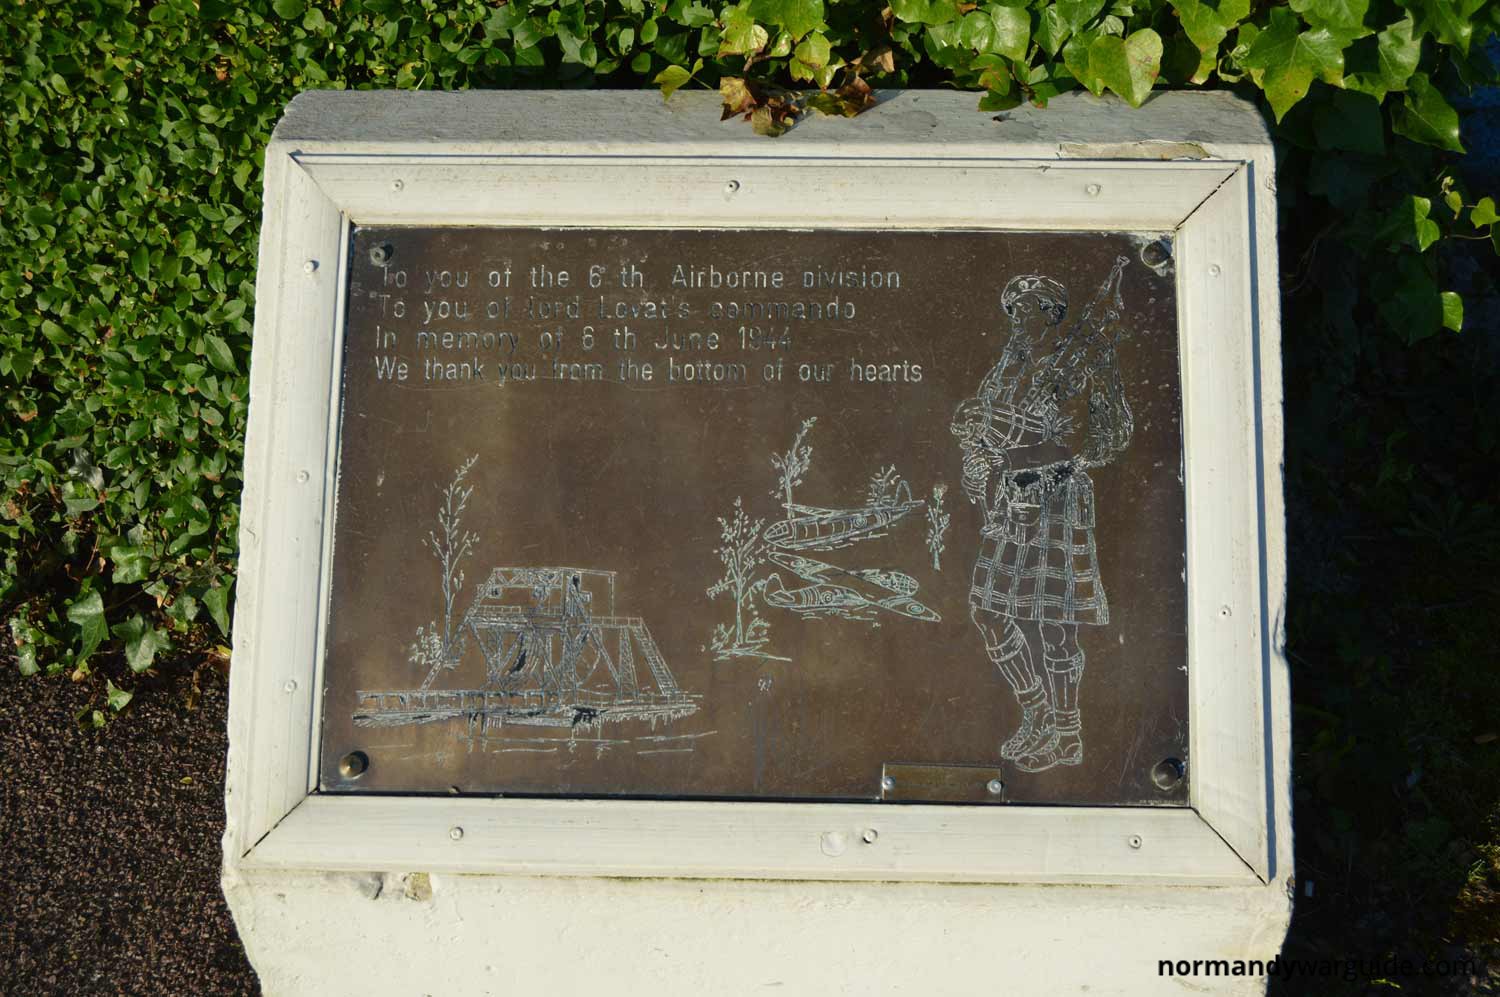 To you of the 6 th Airborne Division
To you of lord Lovat's commando
In memory of 6 th June 1944
We thank you from the bottom of our hearts
normandywarguide.com